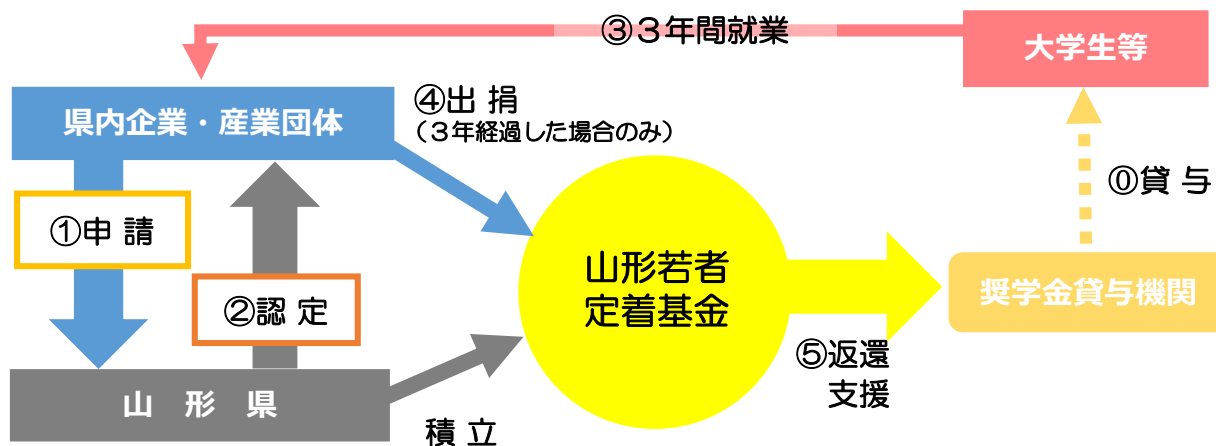 ③３年間就業
大学生等
県内企業・産業団体
④出 捐
（３年経過した場合のみ）
⓪貸 与
①申 請
②認 定
山形若者
定着基金
奨学金貸与機関
⑤返還
支援
山 形 県
積 立